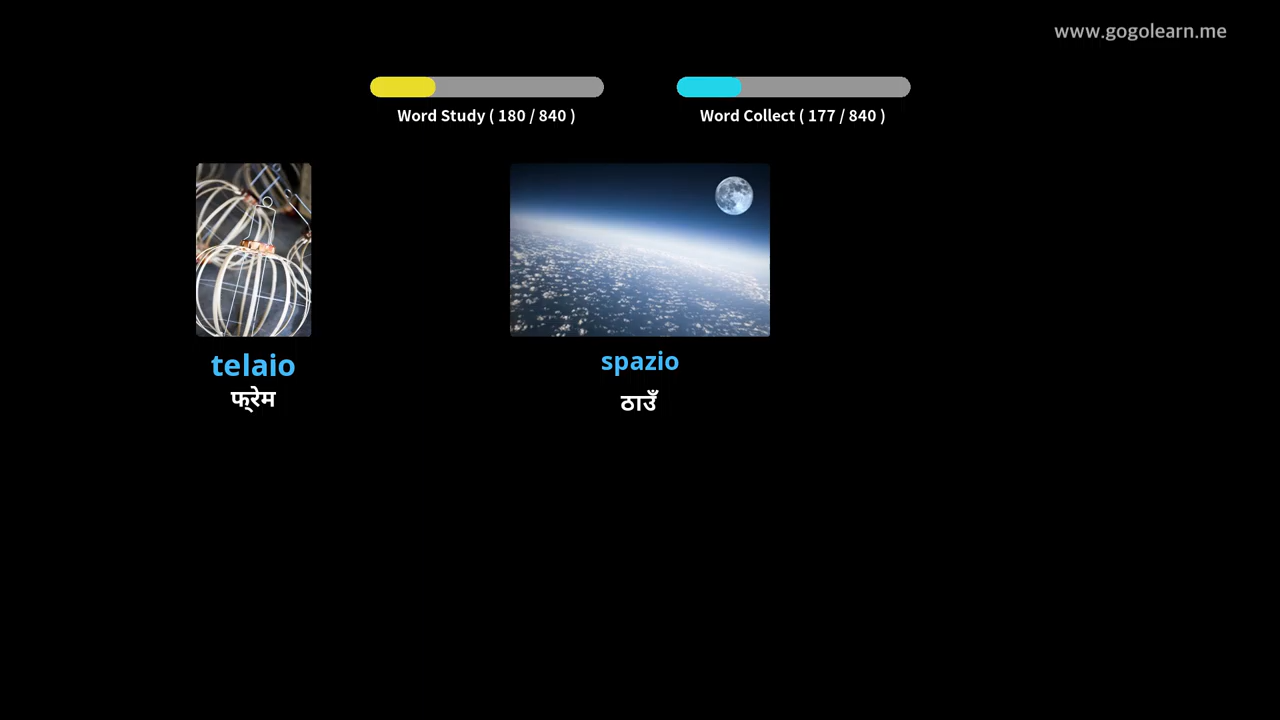 www.gogolearn.me
Word Study ( 180 / 840 )
Word Collect ( 177 / 840 )
telaio
फ्रेम
spazio
ठाउँ